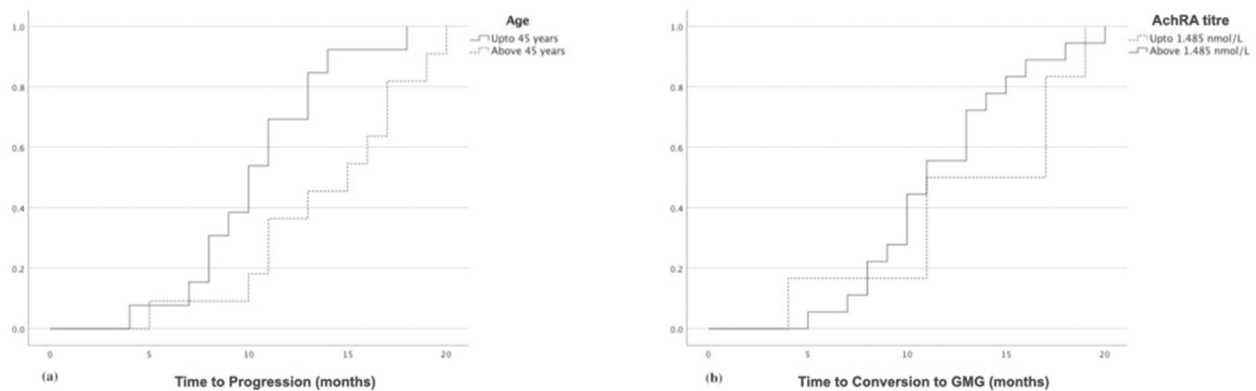 Age
Upto 45 years
Above 45 years
1.0
0.8
0.6
0.4
0.2
0.0
0 5 10 15 20
(a) Time to Progression (months)
AchRA titre
Upto 1.485 nmol/L
Above 1.485 nmol/L
1.0
0.8
0.6
0.4
0.2
0.0
0 5 10 15 20
(b) Time to Conversion to GMG (months)